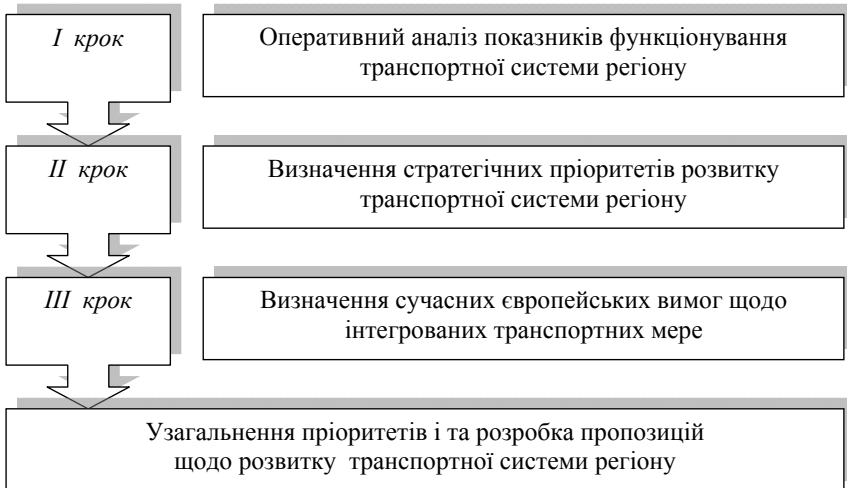 I крок
Оперативний аналіз показників функціонування
транспортної системи регіону
II крок
Визначення стратегічних пріоритетів розвитку
транспортної системи регіону
III крок
Визначення сучасних європейських вимог щодо
інтегрованих транспортних мере
Узагальнення пріоритетів і та розробка пропозицій
щодо розвитку транспортної системи регіону